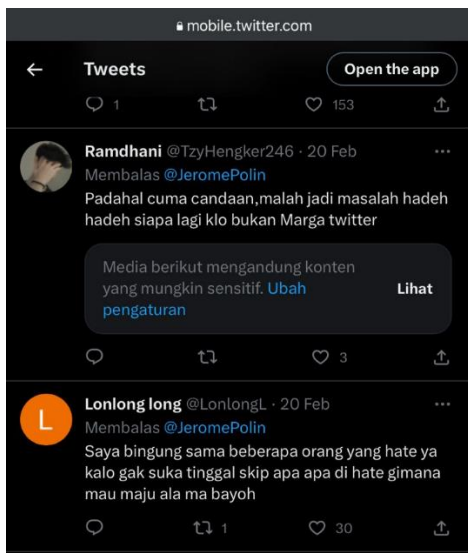 mobile.twitter.com
← Tweets Open the app
1 153
Ramdhani @TzyHengker246 · 20 Feb ...
Membalas @JeromePolin
Padahal cuma candaan,malah jadi masalah hadeh
hadeh siapa lagi klo bukan Marga twitter
Media berikut mengandung konten
yang mungkin sensitif. Ubah Lihat
pengaturan
3
L
Lonlong long @LonlongL · 20 Feb ...
Membalas @JeromePolin
Saya bingung sama beberapa orang yang hate ya
kalo gak suka tinggal skip apa apa di hate gimana
mau maju ala ma bayoh
1 30